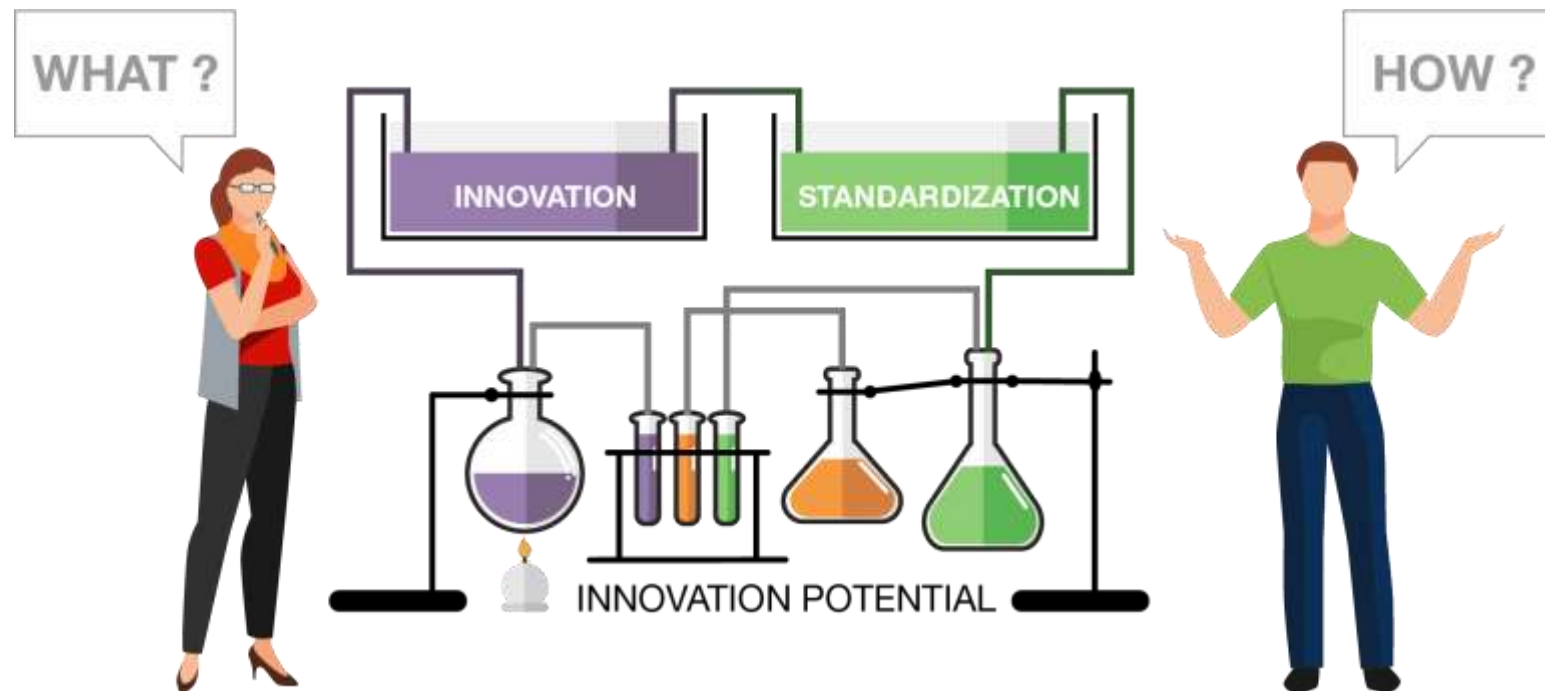 WHAT ?
HOW ?
INNOVATION
STANDARDIZATION
INNOVATION POTENTIAL